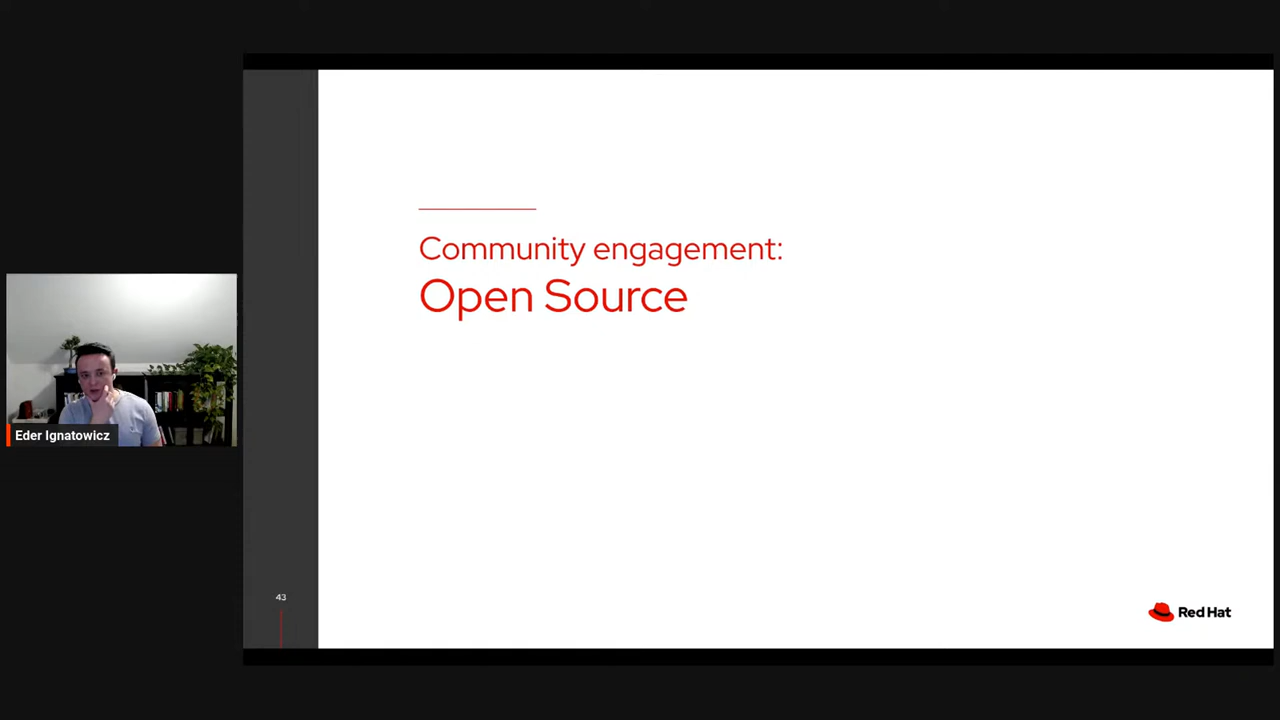 Community engagement:
Open Source
Eder Ignatowicz
43
Red Hat